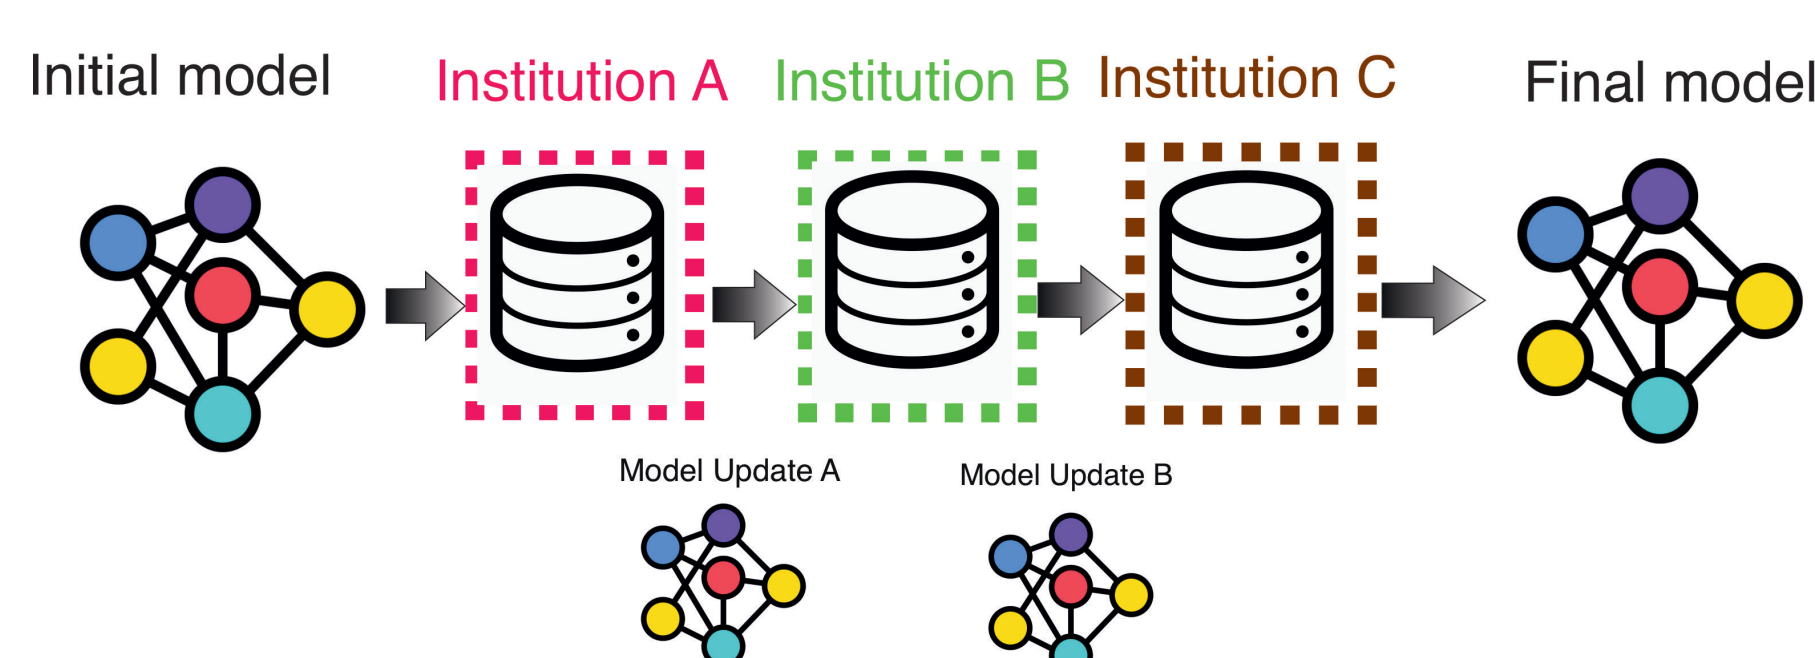 Initial model
Institution A
Institution B
Institution C
Final model
Model Update A
Model Update B